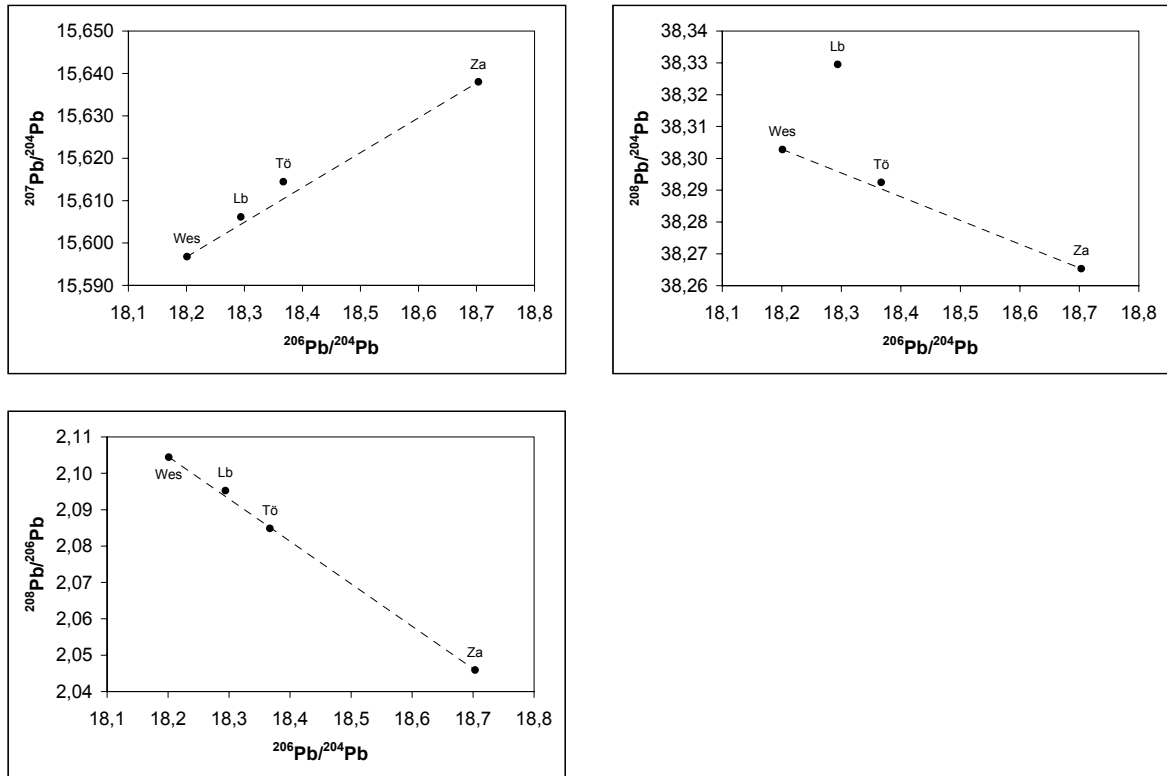 15,650
15,640
15,630
15,620
15,610
15,600
15,590
207Pb/204Pb
Wes
Lb
Tö
Za
18,1 18,2 18,3 18,4 18,5 18,6 18,7 18,8
206Pb/204Pb
38,34
38,33
38,32
38,31
38,30
38,29
38,28
38,27
38,26
208Pb/204Pb
Lb
Wes
Tö
Za
18,1 18,2 18,3 18,4 18,5 18,6 18,7 18,8
206Pb/204Pb
2,11
2,10
2,09
2,08
2,07
2,06
2,05
2,04
208Pb/206Pb
Wes
Lb
Tö
Za
18,1 18,2 18,3 18,4 18,5 18,6 18,7 18,8
206Pb/204Pb